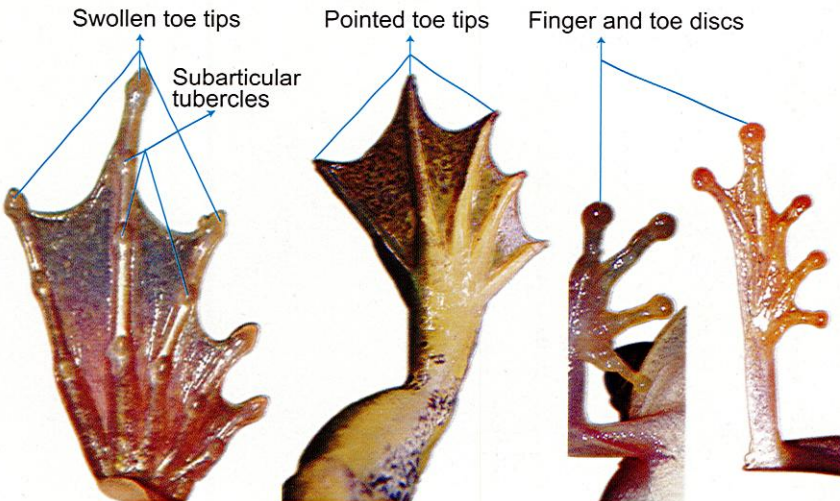 Swollen toe tips
Pointed toe tips
Finger and toe discs
Subarticular
tubercles